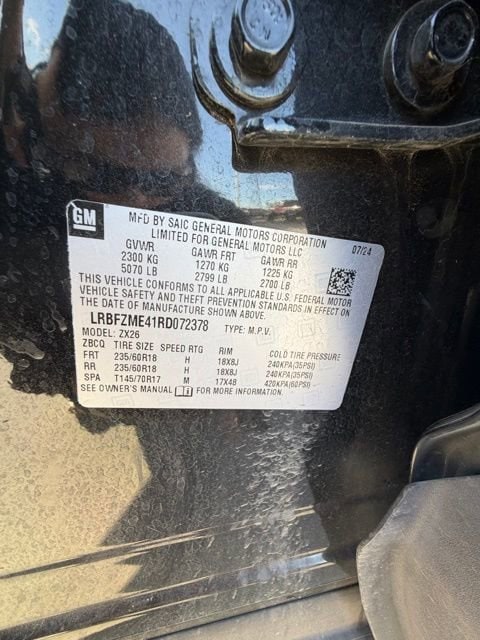 GM
MFD BY SAIC GENERAL MOTORS CORPORATION
LIMITED FOR GENERAL MOTORS LLC
07/24
GVWR GAWR FRT GAWR RR
2300 KG 1270 KG 1225 KG
5070 LB 2799 LB 2700 LB
THIS VEHICLE CONFORMS TO ALL APPLICABLE U.S. FEDERAL MOTOR
VEHICLE SAFETY AND THEFT PREVENTION STANDARDS IN EFFECT ON
THE DATE OF MANUFACTURE SHOWN ABOVE.
LRBFZME41RD072378 TYPE: M.P.V.
MODEL: ZX26
ZBCQ TIRE SIZE SPEED RTG RIM COLD TIRE PRESSURE
FRT 235/60R18 H 18X8J 240KPA(35PSI)
RR 235/60R18 H 18X8J 240KPA(35PSI)
SPA T145/70R17 M 17X4B 420KPA(60PSI)
SEE OWNER'S MANUAL FOR MORE INFORMATION.